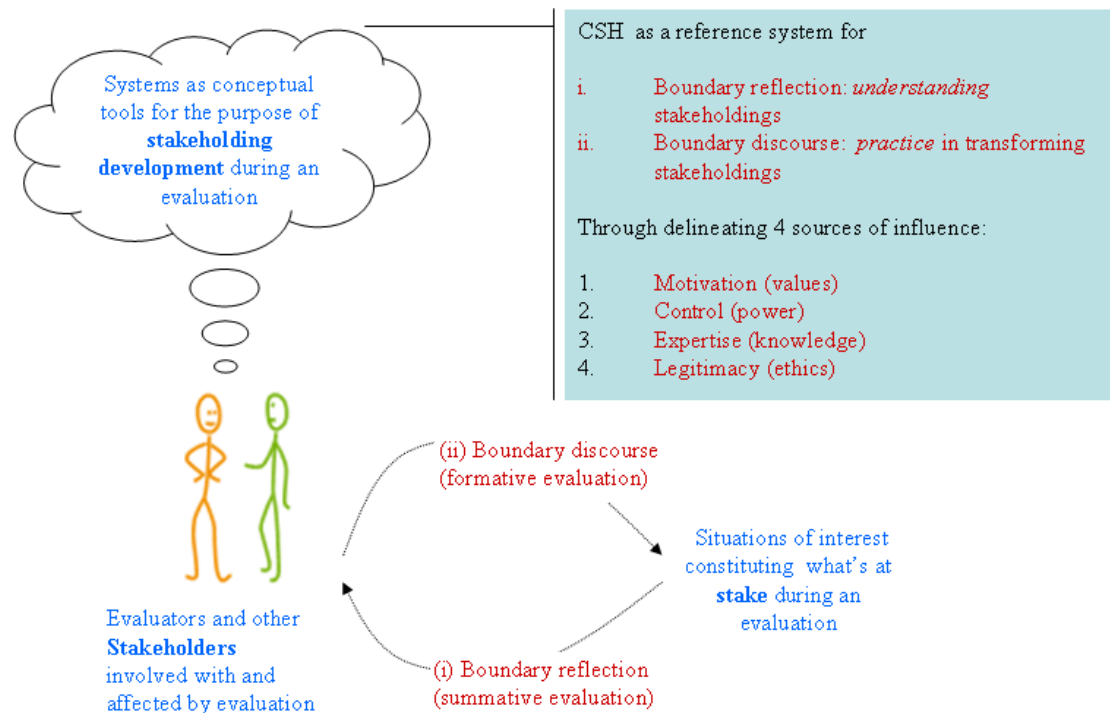 Systems as conceptual
tools for the purpose of
stakeholding
development during an
evaluation
CSH as a reference system for
i. Boundary reflection: understanding
stakeholdings
ii. Boundary discourse: practice in transforming
stakeholdings
Through delineating 4 sources of influence:
1. Motivation (values)
2. Control (power)
3. Expertise (knowledge)
4. Legitimacy (ethics)
(ii) Boundary discourse
(formative evaluation)
Situations of interest
constituting what's at
stake during an
evaluation
Evaluators and other
Stakeholders
involved with and
affected by evaluation
(i) Boundary reflection
(summative evaluation)